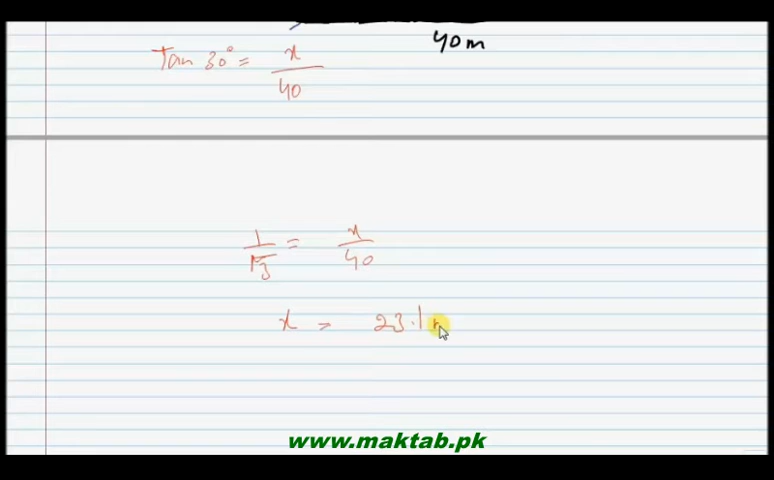 40m
Tan 30° = x/40
1/√3 = x/40
x = 23.1
www.maktab.pk